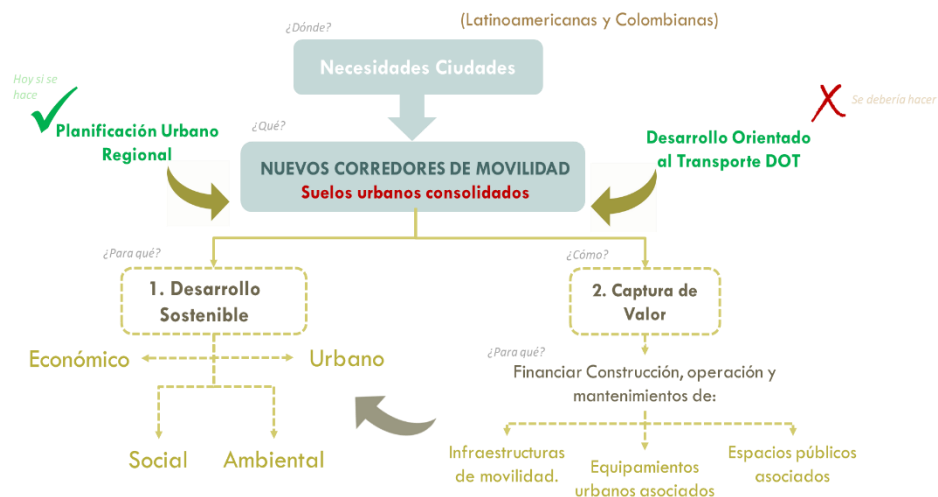 (Latinoamericanas y Colombianas)
¿Dónde?
Necesidades Ciudades
Hoy si se
hace
Planificación Urbano
Regional
Se debería hacer
Desarrollo Orientado
al Transporte DOT
¿Qué?
NUEVOS CORREDORES DE MOVILIDAD
Suelos urbanos consolidados
¿Para qué?
1. Desarrollo
Sostenible
Económico
Urbano
Social
Ambiental
¿Cómo?
2. Captura de
Valor
¿Para qué?
Financiar Construcción, operación y
mantenimientos de:
Infraestructuras
de movilidad.
Equipamientos
urbanos asociados
Espacios públicos
asociados